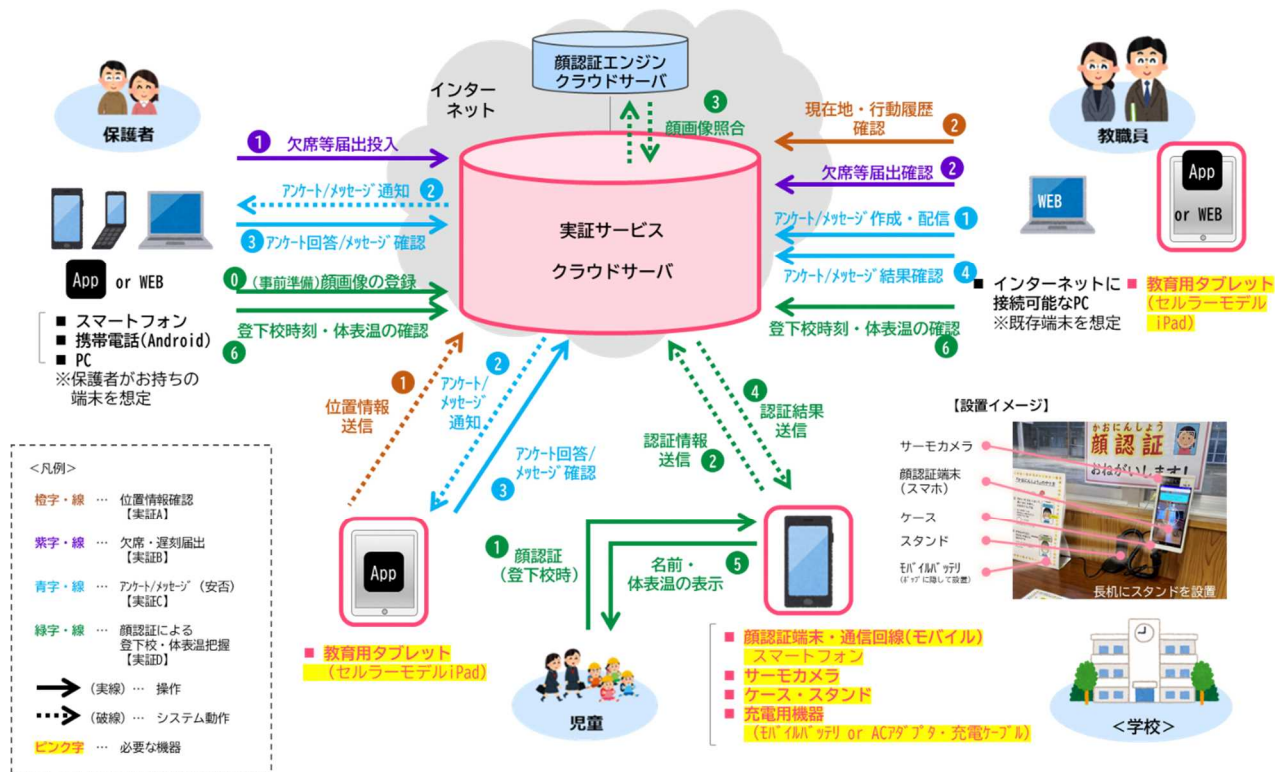 顔認証エンジン
クラウドサーバ
インター
ネット
3
顔画像照合
保護者
1 欠席等届出投入
アンケート/メッセージ通知 2
3 アンケート回答/メッセージ確認
App or WEB
0 (事前準備)顔画像の登録
登下校時刻・体表温の確認
6
■ スマートフォン
■ 携帯電話(Android)
■ PC
※保護者がお持ちの
端末を想定
実証サービス
クラウドサーバ
現在地・行動履歴
確認 2
欠席等届出確認 2
アンケート/メッセージ作成・配信 1
アンケート/メッセージ結果確認 4
登下校時刻・体表温の確認
6
教職員
WEB
App
or WEB
■ インターネットに
接続可能なPC
※既存端末を想定
■ 教育用タブレット
(セルラーモデル
iPad)
1
位置情報
送信
2
アンケート/
メッセージ
通知
アンケート回答/
メッセージ確認
3
4
認証結果
送信
認証情報
送信 2
App
■ 教育用タブレット
(セルラーモデルiPad)
1 顔認証
(登下校時)
名前・
体表温の表示 5
児童
■ 顔認証端末・通信回線(モバイル)
スマートフォン
■ サーモカメラ
■ ケース・スタンド
■ 充電用機器
(モバイルバッテリ or ACアダプタ・充電ケーブル)
【設置イメージ】
サーモカメラ
顔認証端末
(スマホ)
ケース
スタンド
モバイルバッテリ
(ポップに隠して設置)
かおにんしょう
顔認証
おねがいします!
長机にスタンドを設置
<学校>
<凡例>
橙字・線 … 位置情報確認
【実証A】
紫字・線 … 欠席・遅刻届出
【実証B】
青字・線 … アンケート/メッセージ (安否)
【実証C】
緑字・線 … 顔認証による
登下校・体表温把握
【実証D】
(実線) … 操作
(破線) … システム動作
ピンク字 … 必要な機器